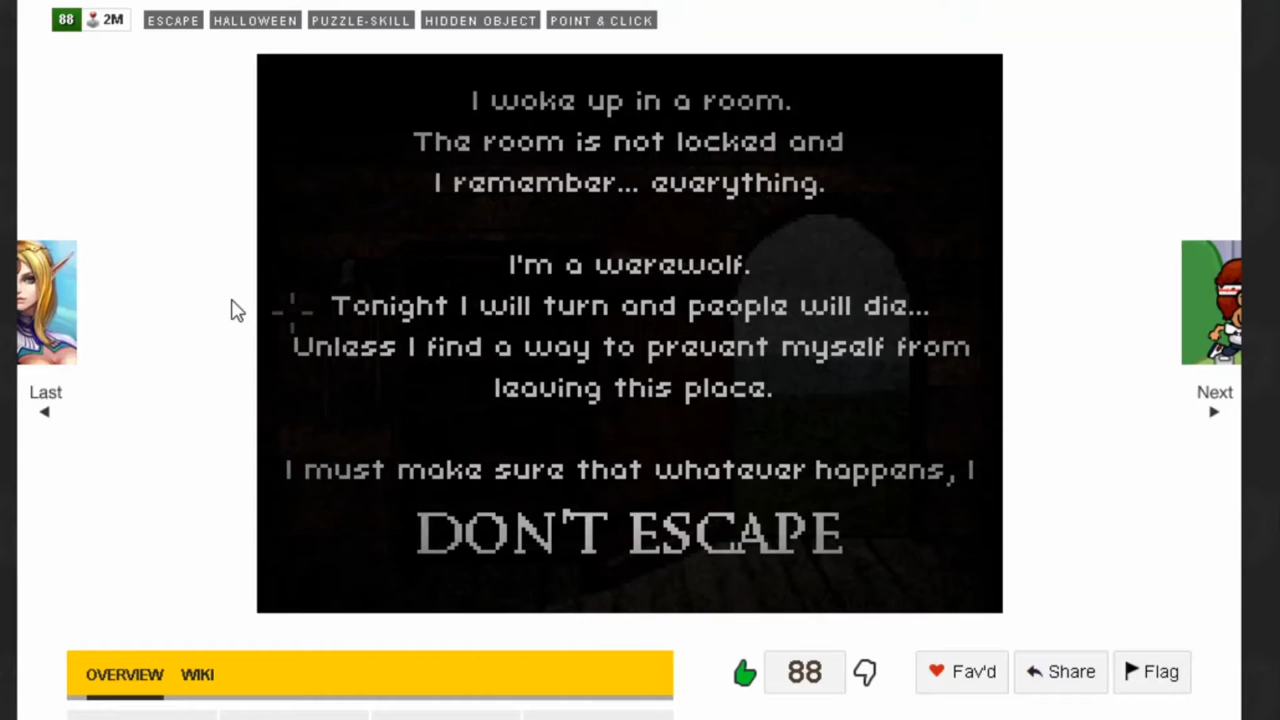 88 2M ESCAPE HALLOWEEN PUZZLE-SKILL HIDDEN OBJECT POINT & CLICK
I woke up in a room.
The room is not locked and
I remember... everything.
I'm a werewolf.
Tonight I will turn and people will die...
Unless I find a way to prevent myself from
leaving this place.
I must make sure that whatever happens, I
DON'T ESCAPE
Last
Next
OVERVIEW WIKI
88 Fav'd Share Flag